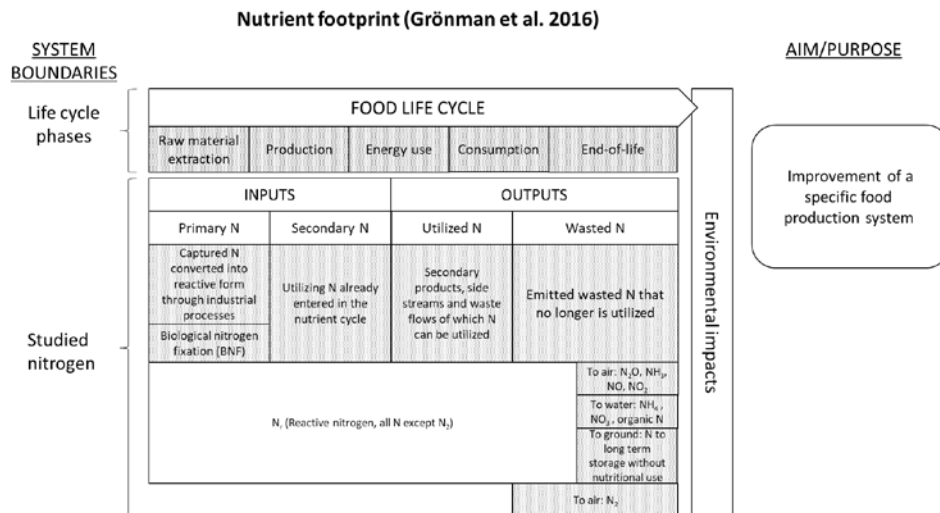 Nutrient footprint (Grönman et al. 2016)
SYSTEM
BOUNDARIES
AIM/PURPOSE
Life cycle
phases
FOOD LIFE CYCLE
Raw material
extraction
Production
Energy use
Consumption
End-of-life
Improvement of a
specific food
production system
INPUTS
OUTPUTS
Primary N
Secondary N
Utilized N
Wasted N
Captured N
converted into
reactive form
through industrial
processes
Biological nitrogen
fixation (BNF)
Utilizing N already
entered in the
nutrient cycle
Secondary
products, side
streams and waste
flows of which N
can be utilized
Emitted wasted N that
no longer is utilized
Environmental impacts
Studied
nitrogen
Nᵣ (Reactive nitrogen, all N except N₂)
To air: N₂O, NH₃,
NO, NO₂
To water: NH₄,
NO₃, organic N
To ground: N to
long term
storage without
nutritional use
To air: N₂